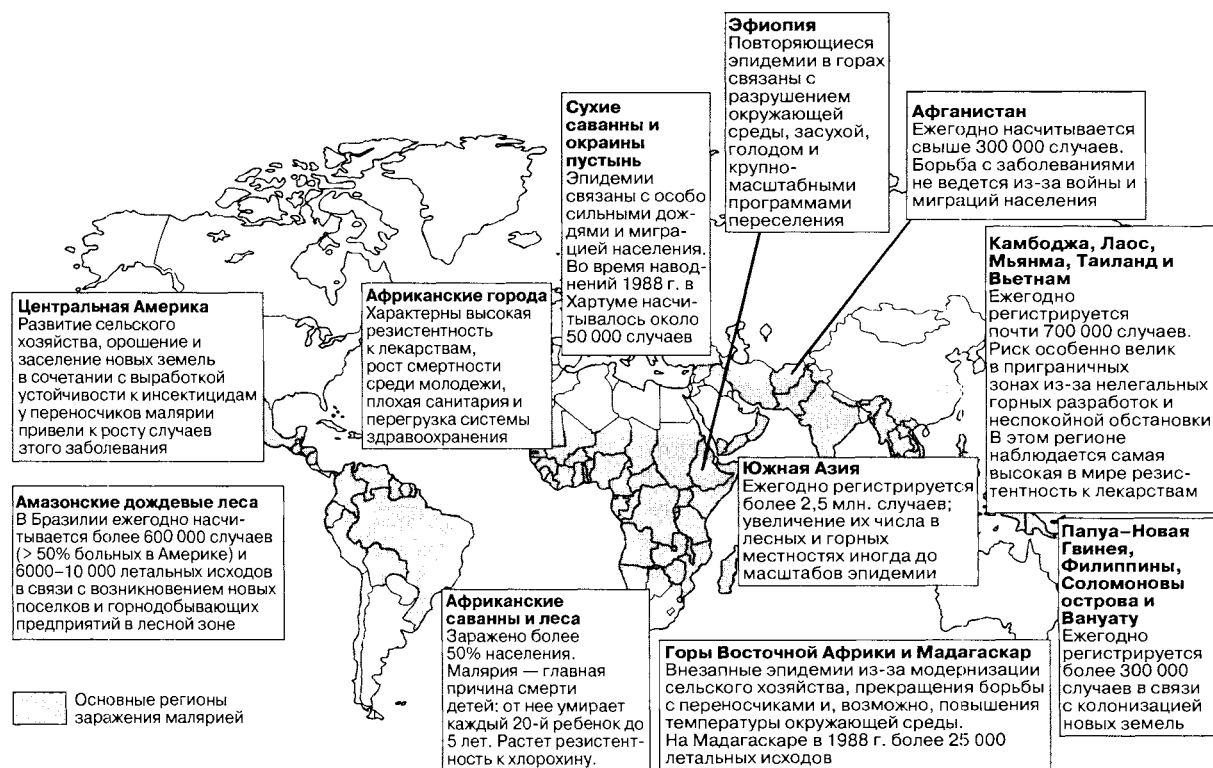 Эфиопия
Повторяющиеся
эпидемии в горах
связаны с
разрушением
окружающей
среды, засухой,
голодом и
крупно-
масштабными
программами
переселения
Сухие
саванны и
окраины
пустынь
Эпидемии
связаны с особо
сильными дож-
дями и мигра-
цией населения.
Во время навод-
нений 1988 г. в
Хартуме насчи-
тывалось около
50 000 случаев
Афганистан
Ежегодно насчитывается
свыше 300 000 случаев.
Борьба с заболеваниями
не ведется из-за войны и
миграций населения
Камбоджа, Лаос,
Мьянма, Таиланд и
Вьетнам
Ежегодно
регистрируется
почти 700 000 случаев.
Риск особенно велик
в приграничных
зонах из-за нелегальных
горных разработок и
неспокойной обстановки
В этом регионе
наблюдается самая
высокая в мире резис-
тентность к лекарствам
Центральная Америка
Развитие сельского
хозяйства, орошение и
заселение новых земель
в сочетании с выработкой
устойчивости к инсектицидам
у переносчиков малярии
привели к росту случаев
этого заболевания
Африканские города
Характерны высокая
резистентность
к лекарствам,
рост смертности
среди молодежи,
плохая санитария и
перегрузка системы
здравоохранения
Южная Азия
Ежегодно регистрируется
более 2,5 млн. случаев;
увеличение их числа в
лесных и горных
местностях иногда до
масштабов эпидемии
Амазонские дождевые леса
В Бразилии ежегодно насчи-
тывается более 600 000 случаев
(> 50% больных в Америке) и
6000–10 000 летальных исходов
в связи с возникновением новых
поселков и горнодобывающих
предприятий в лесной зоне
Папуа–Новая
Гвинея,
Филиппины,
Соломоновы
острова и
Вануату
Ежегодно
регистрируется
более 300 000
случаев в связи
с колонизацией
новых земель
Африканские
саванны и леса
Заражено более
50% населения.
Малярия — главная
причина смерти
детей: от нее умирает
каждый 20-й ребенок до
5 лет. Растет резистент-
ность к хлорохину.
Горы Восточной Африки и Мадагаскар
Внезапные эпидемии из-за модернизации
сельского хозяйства, прекращения борьбы
с переносчиками и, возможно, повышения
температуры окружающей среды.
На Мадагаскаре в 1988 г. более 25 000
летальных исходов
Основные регионы
заражения малярией